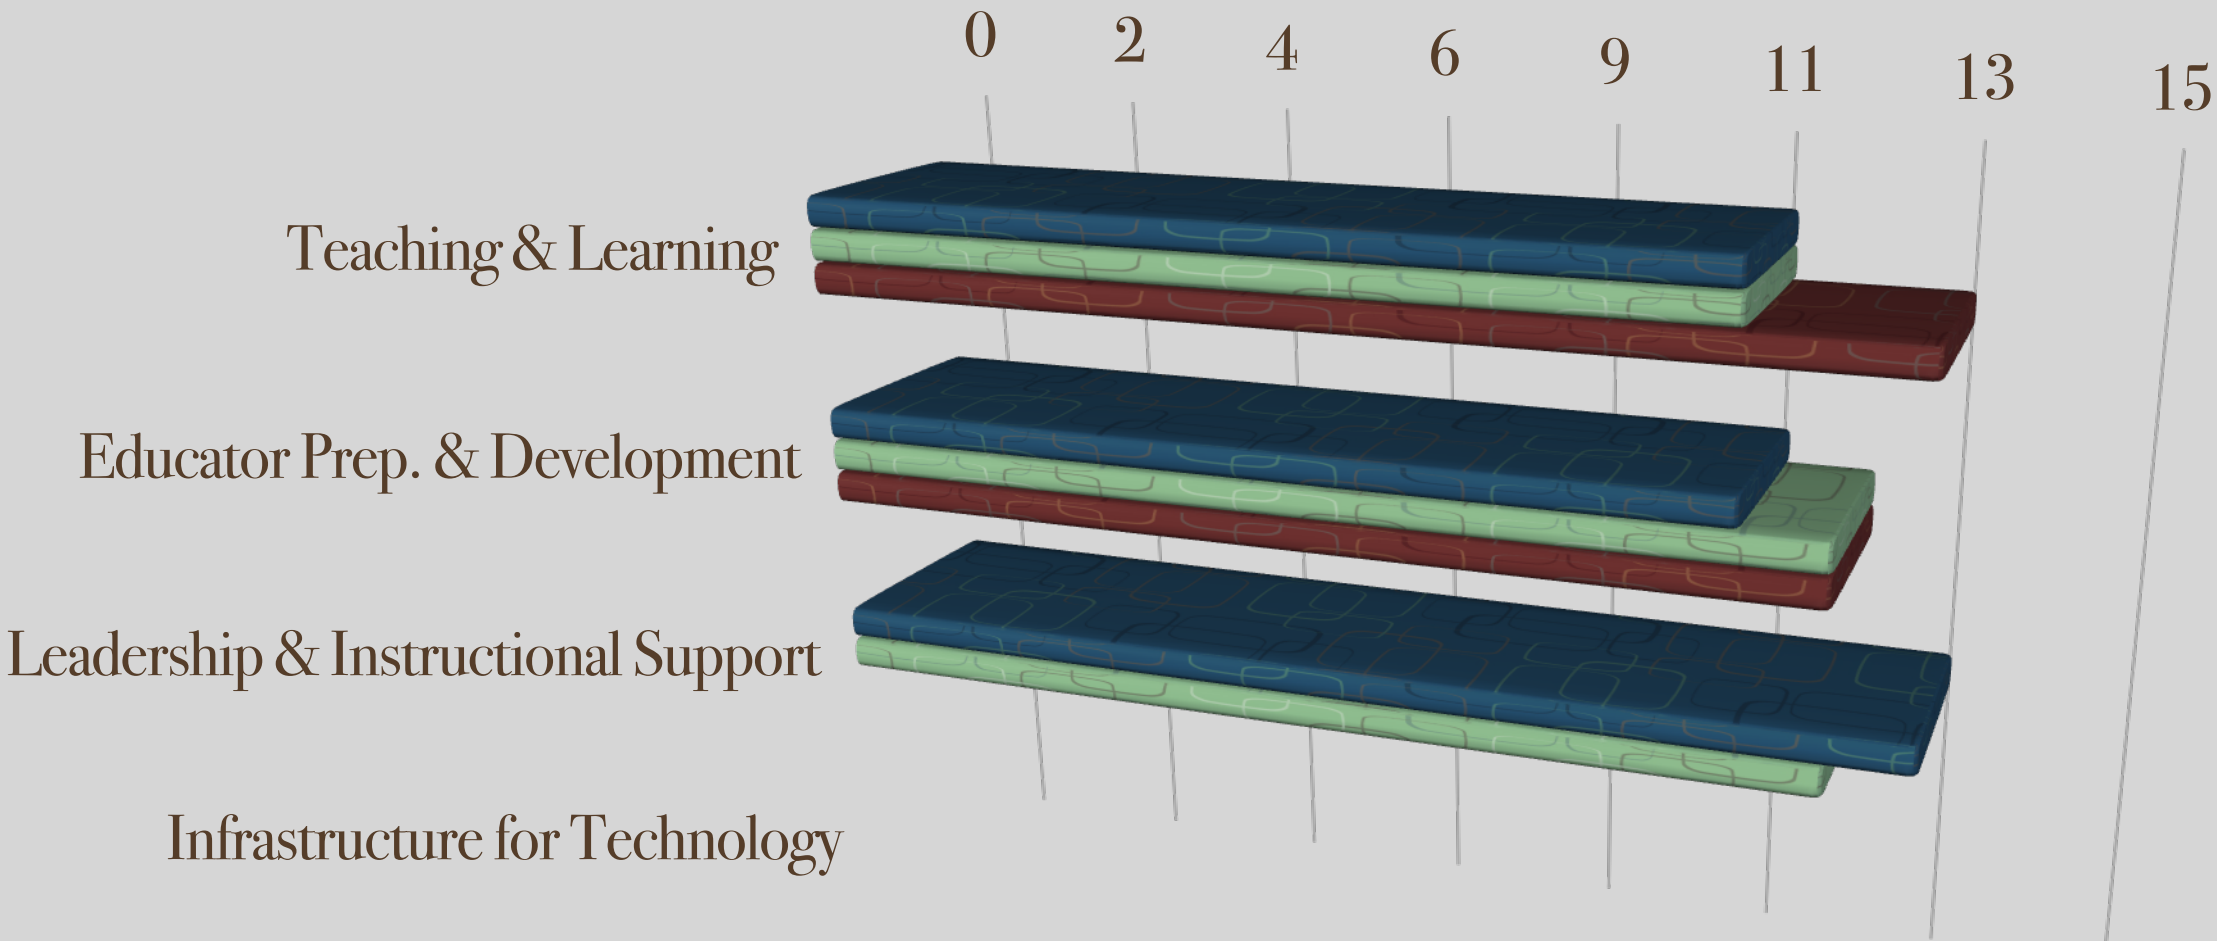 0 2 4 6 9 11 13 15
Teaching & Learning
Educator Prep. & Development
Leadership & Instructional Support
Infrastructure for Technology